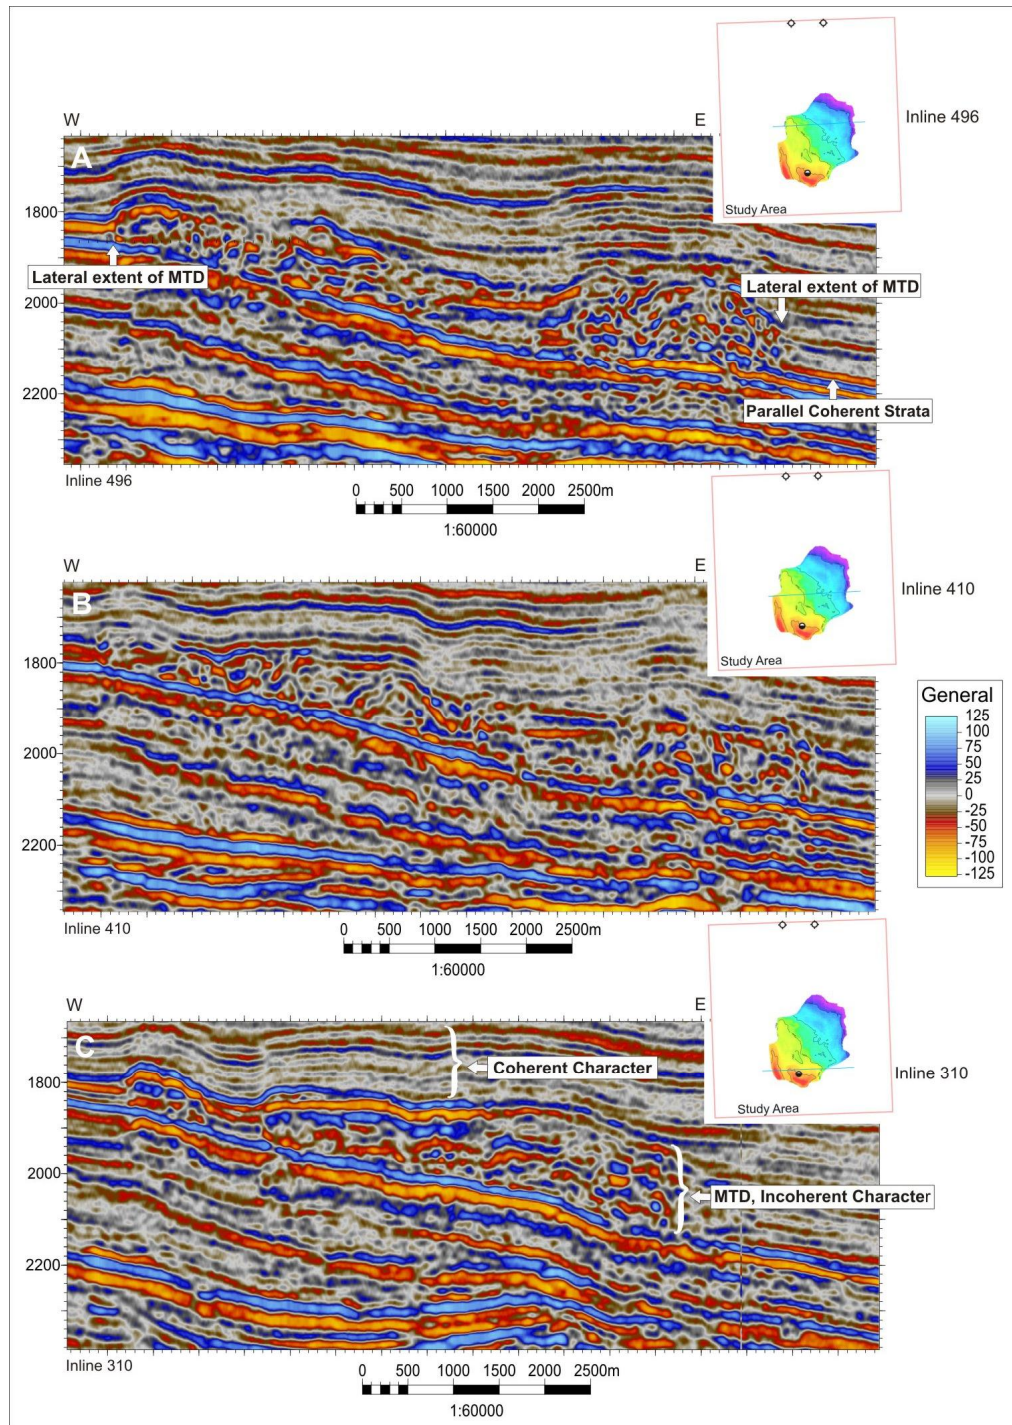 W
E
A
Inline 496
Study Area
1800
2000
2200
Lateral extent of MTD
Lateral extent of MTD
Parallel Coherent Strata
Inline 496
0 500 1000 1500 2000 2500m
1:60000
W
E
B
Inline 410
Study Area
1800
2000
2200
General
125
100
75
50
25
0
-25
-50
-75
-100
-125
Inline 410
0 500 1000 1500 2000 2500m
1:60000
W
E
C
Inline 310
Study Area
Coherent Character
1800
2000
2200
MTD, Incoherent Character
Inline 310
0 500 1000 1500 2000 2500m
1:60000